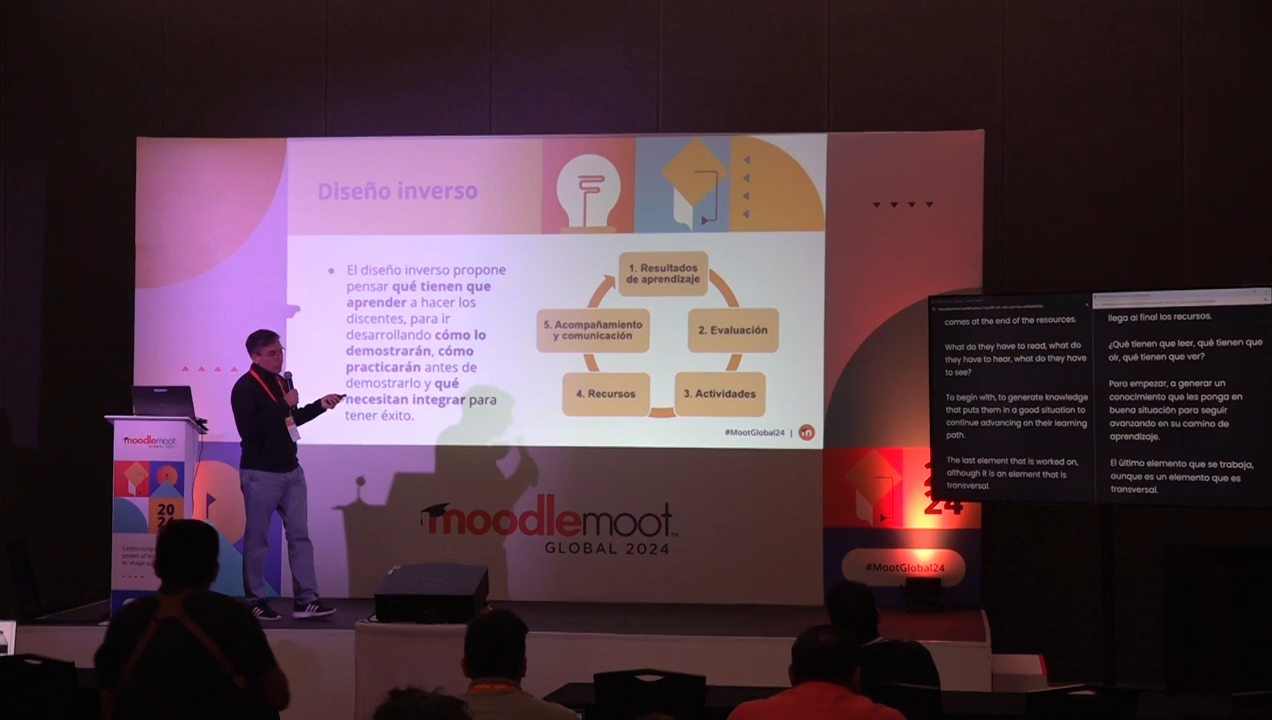 Diseño inverso
● El diseño inverso propone
pensar qué tienen que
aprender a hacer los
discentes, para ir
desarrollando cómo lo
demostrarán, cómo
practicarán antes de
demostrarlo y qué
necesitan integrar para
tener éxito.
1. Resultados
de aprendizaje
2. Evaluación
3. Actividades
4. Recursos
5. Acompañamiento
y comunicación
#MootGlobal24 |
moodlemoot
GLOBAL 2024
moodlemoot
20
24
#MootGlobal24
comes at the end of the resources.
What do they have to read, what do
they have to hear, what do they have
to see?
To begin with, to generate knowledge
that puts them in a good situation to
continue advancing on their learning
path.
The last element that is worked on,
although it is an element that is
transversal.
llega al final los recursos.
¿Qué tienen que leer, qué tienen que
oír, qué tienen que ver?
Para empezar, a generar un
conocimiento que les ponga en
buena situación para seguir
avanzando en su camino de
aprendizaje.
El último elemento que se trabaja,
aunque es un elemento que es
transversal.